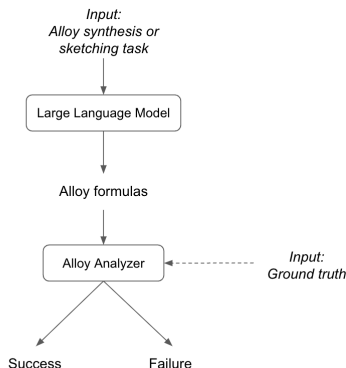 Input:
Alloy synthesis or
sketching task
Large Language Model
Alloy formulas
Alloy Analyzer
Input:
Ground truth
Success
Failure